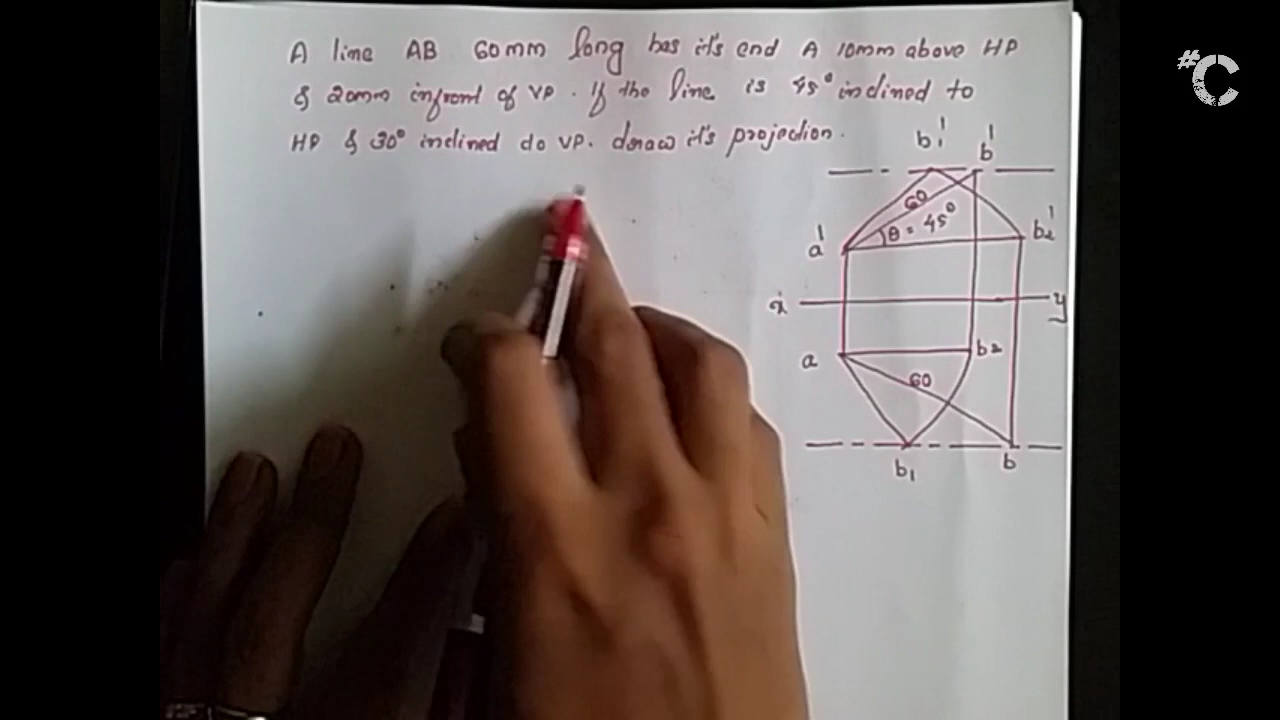 A line AB 60mm long has it's end A 10mm above HP
& 20mm infront of VP. If the line is 45° inclined to
HP & 30° inclined do VP. draw it's projection.
#C
b₁'
b'
60
θ = 45°
a'
b₂'
x
y
a
b₂
60
b₁
b